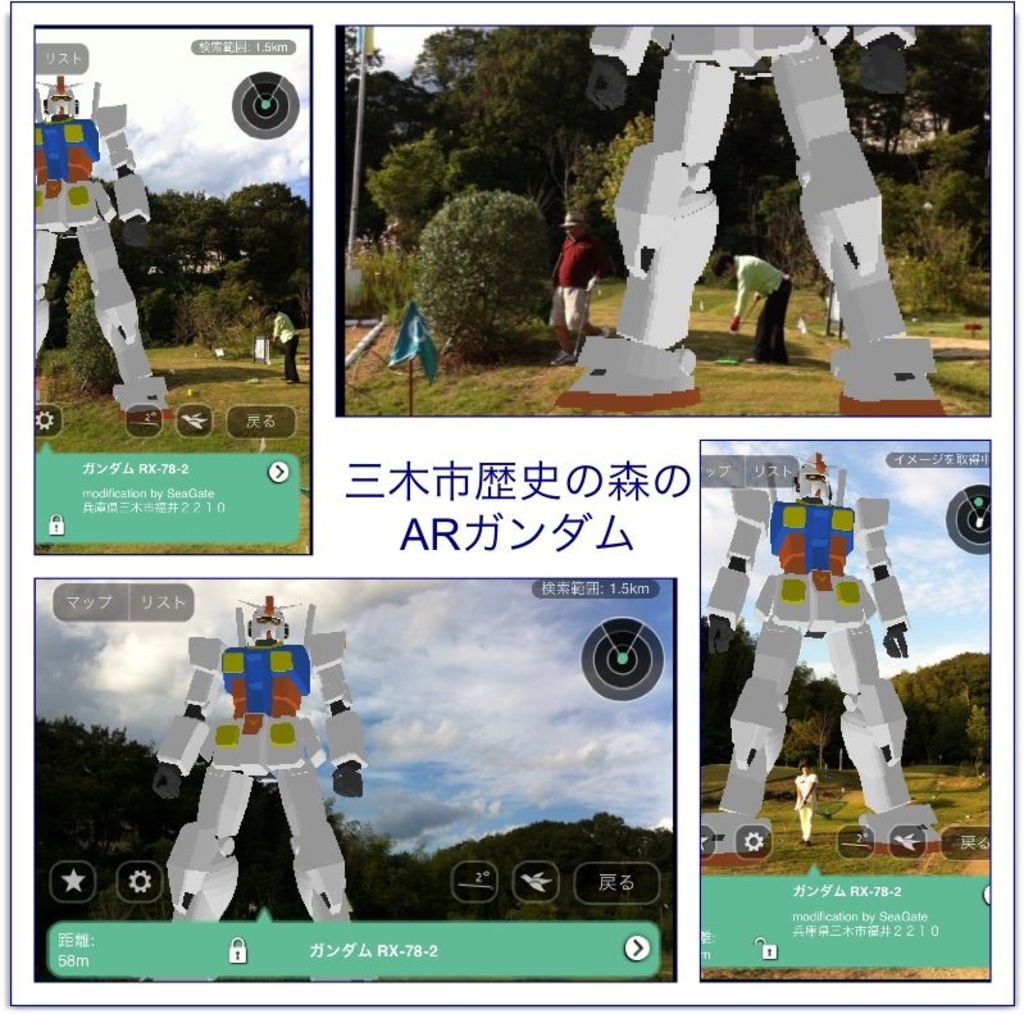 リスト
検索範囲: 1.5km
戻る
ガンダム RX-78-2
modification by SeaGate
兵庫県三木市福井２２１０
三木市歴史の森の
ARガンダム
マップ リスト
検索範囲: 1.5km
2°
戻る
距離:
58m
ガンダム RX-78-2
ップ リスト
イメージを取得中
戻る
ガンダム RX-78-2
modification by SeaGate
兵庫県三木市福井２２１０